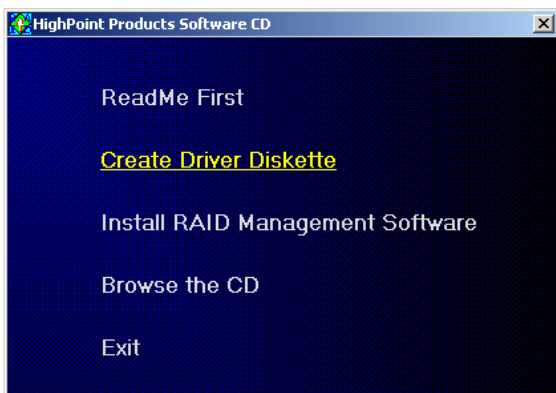 HighPoint Products Software CD
ReadMe First
Create Driver Diskette
Install RAID Management Software
Browse the CD
Exit